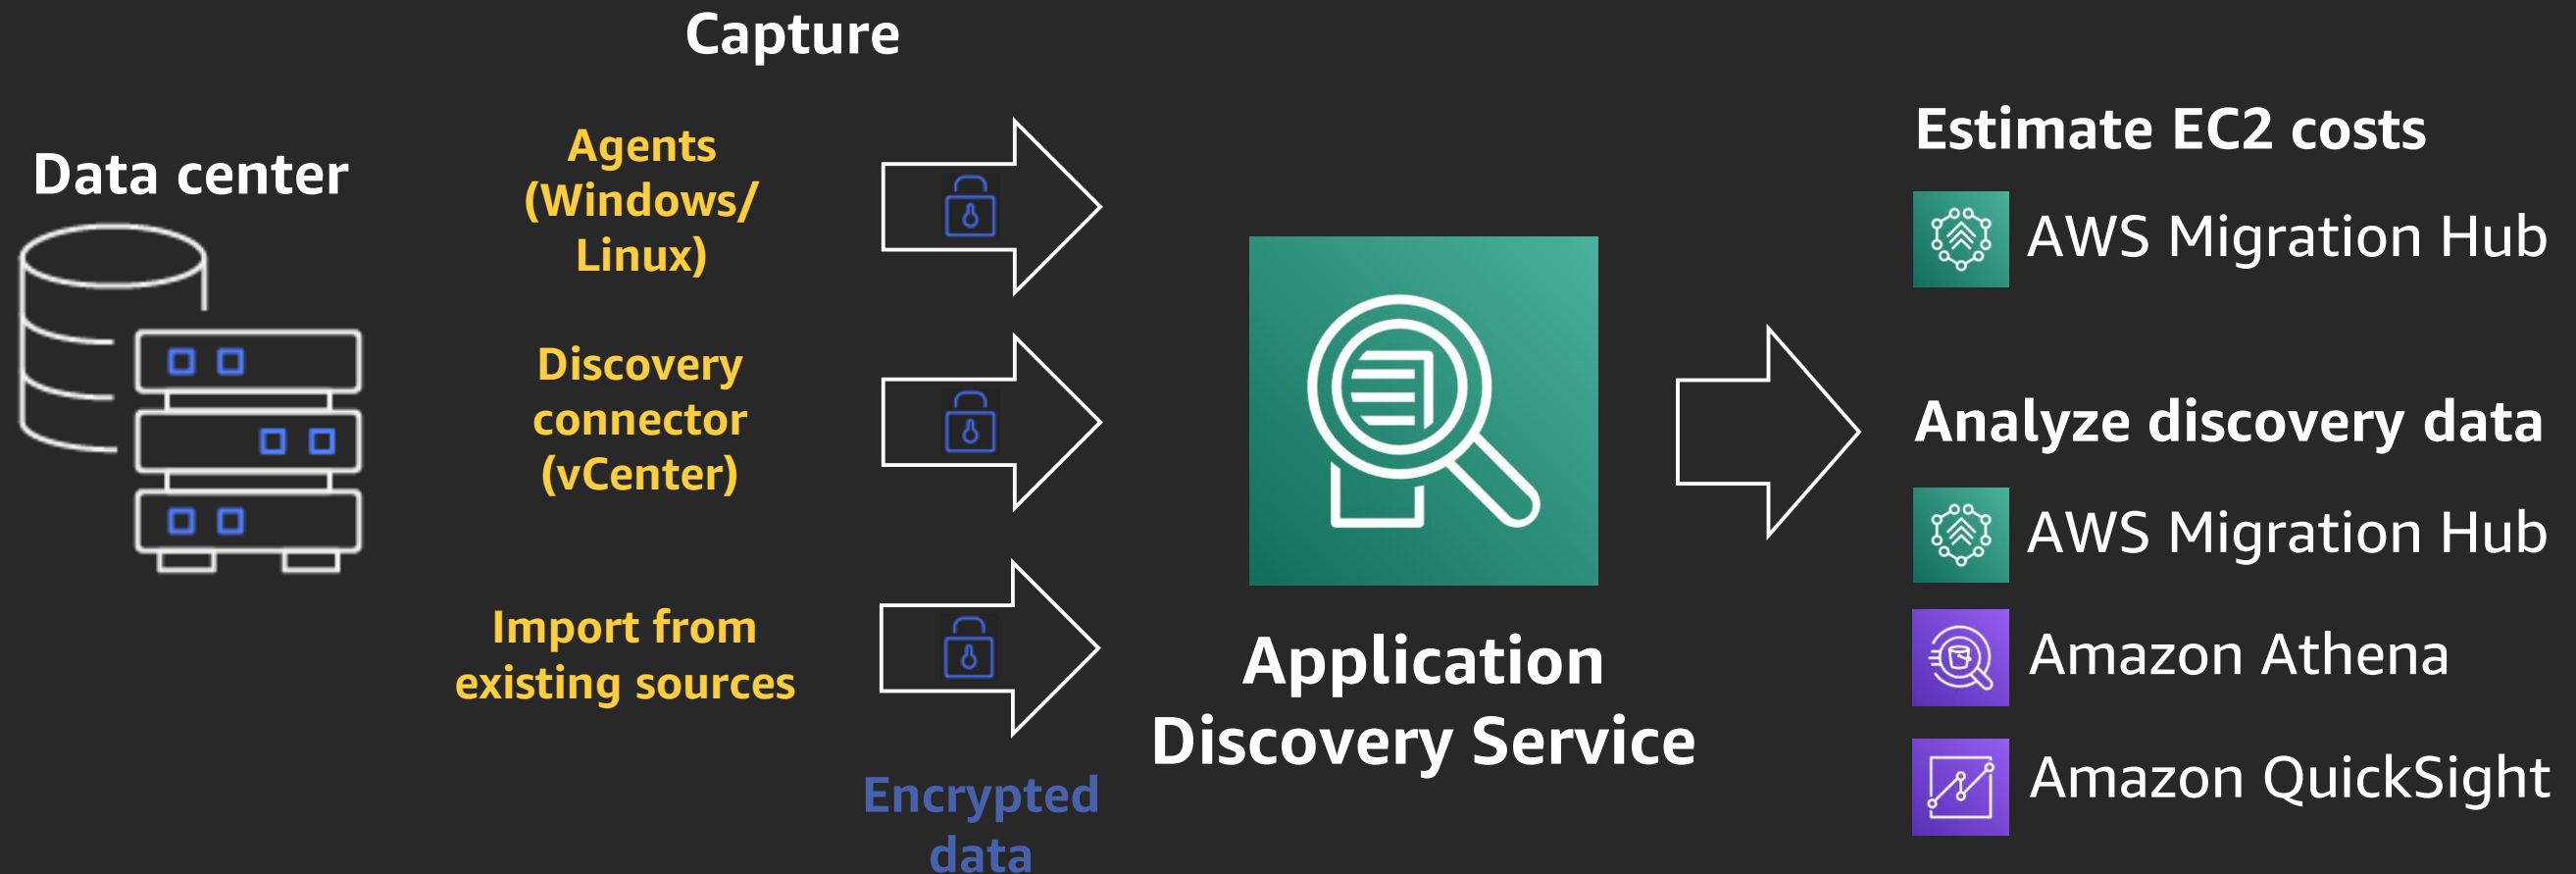 Capture
Data center
Agents
(Windows/
Linux)
Discovery
connector
(vCenter)
Import from
existing sources
Encrypted
data
Application
Discovery Service
Estimate EC2 costs
AWS Migration Hub
Analyze discovery data
AWS Migration Hub
Amazon Athena
Amazon QuickSight